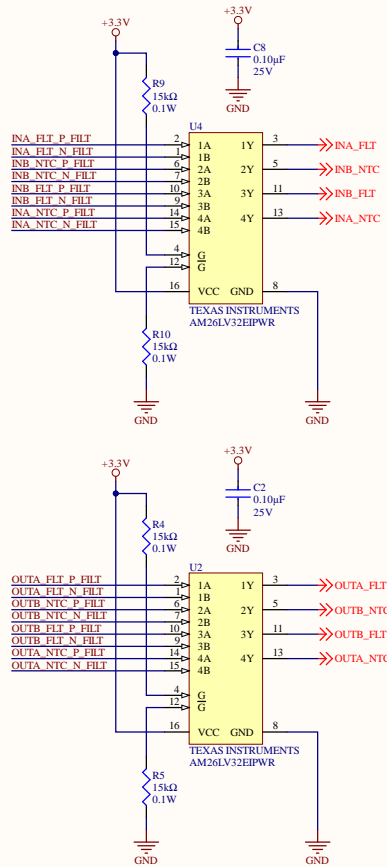 +3.3V
+3.3V
C8
0.10µF
25V
GND
R9
15kΩ
0.1W
U4
INA_FLT_P_FILT 2 1A 1Y 3 INA_FLT
INA_FLT_N_FILT 1 1B
INB_NTC_P_FILT 6 2A 2Y 5 INB_NTC
INB_NTC_N_FILT 7 2B
INB_FLT_P_FILT 10 3A 3Y 11 INB_FLT
INB_FLT_N_FILT 9 3B
INA_NTC_P_FILT 14 4A 4Y 13 INA_NTC
INA_NTC_N_FILT 15 4B
4 G
12 G
16 VCC GND 8
TEXAS INSTRUMENTS
AM26LV32EIPWR
R10
15kΩ
0.1W
GND
GND
+3.3V
+3.3V
C2
0.10µF
25V
GND
R4
15kΩ
0.1W
U2
OUTA_FLT_P_FILT 2 1A 1Y 3 OUTA_FLT
OUTA_FLT_N_FILT 1 1B
OUTB_NTC_P_FILT 6 2A 2Y 5 OUTB_NTC
OUTB_NTC_N_FILT 7 2B
OUTB_FLT_P_FILT 10 3A 3Y 11 OUTB_FLT
OUTB_FLT_N_FILT 9 3B
OUTA_NTC_P_FILT 14 4A 4Y 13 OUTA_NTC
OUTA_NTC_N_FILT 15 4B
4 G
12 G
16 VCC GND 8
TEXAS INSTRUMENTS
AM26LV32EIPWR
R5
15kΩ
0.1W
GND
GND